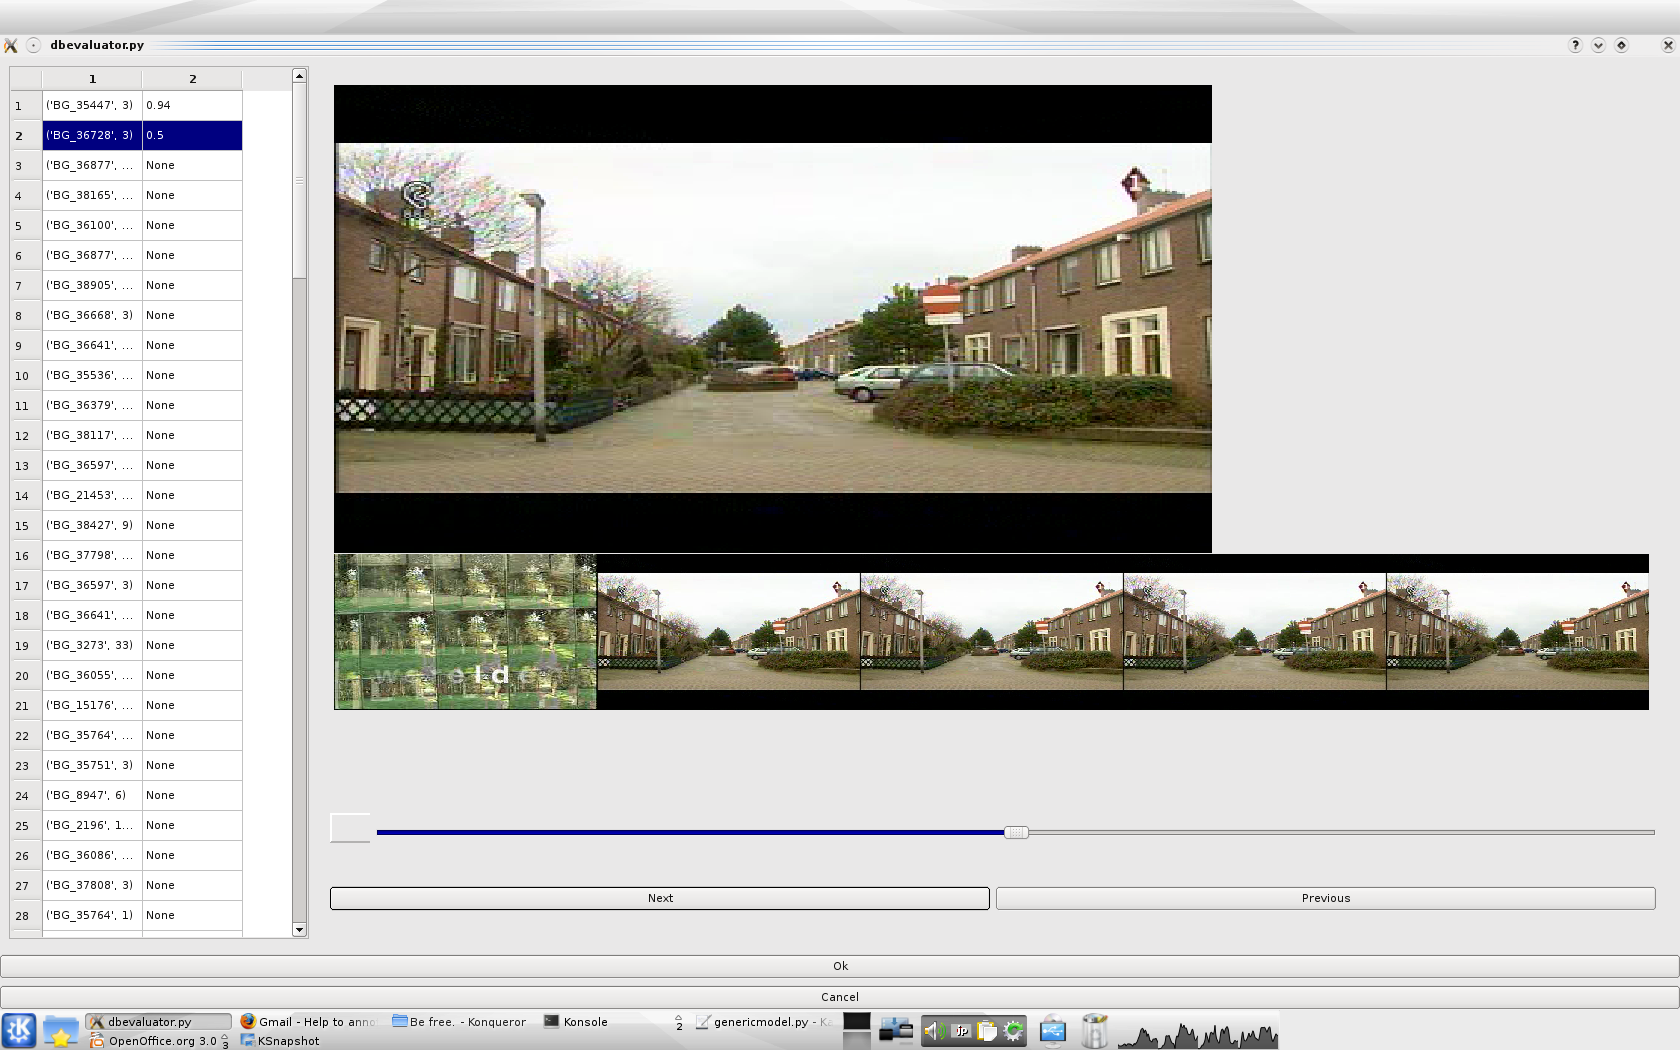 dbevaluator.py
1 2
1 ('BG_35447', 3) 0.94
2 ('BG_36728', 3) 0.5
3 ('BG_36877', ... None
4 ('BG_38165', ... None
5 ('BG_36100', ... None
6 ('BG_36877', ... None
7 ('BG_38905', ... None
8 ('BG_36668', 3) None
9 ('BG_36641', ... None
10 ('BG_35536', ... None
11 ('BG_36379', ... None
12 ('BG_38117', ... None
13 ('BG_36597', ... None
14 ('BG_21453', ... None
15 ('BG_38427', 9) None
16 ('BG_37798', ... None
17 ('BG_36597', 3) None
18 ('BG_36641', ... None
19 ('BG_3273', 33) None
20 ('BG_36055', ... None
21 ('BG_15176', ... None
22 ('BG_35764', ... None
23 ('BG_35751', 3) None
24 ('BG_8947', 6) None
25 ('BG_2196', 1... None
26 ('BG_36086', ... None
27 ('BG_37808', 3) None
28 ('BG_35764', 1) None
1
Next Previous
Ok
Cancel
dbevaluator.py Gmail - Help to anno Be free. - Konqueror Konsole 2 genericmodel.py - Ka jp
OpenOffice.org 3.0 3 KSnapshot